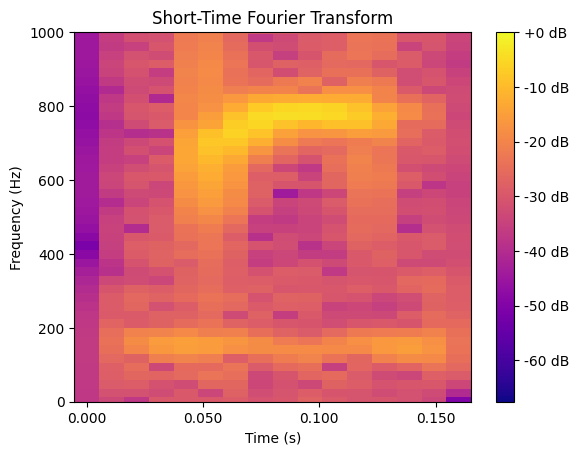 Short-Time Fourier Transform
1000
800
600
400
200
0
Frequency (Hz)
0.000
0.050
0.100
0.150
Time (s)
+0 dB
-10 dB
-20 dB
-30 dB
-40 dB
-50 dB
-60 dB